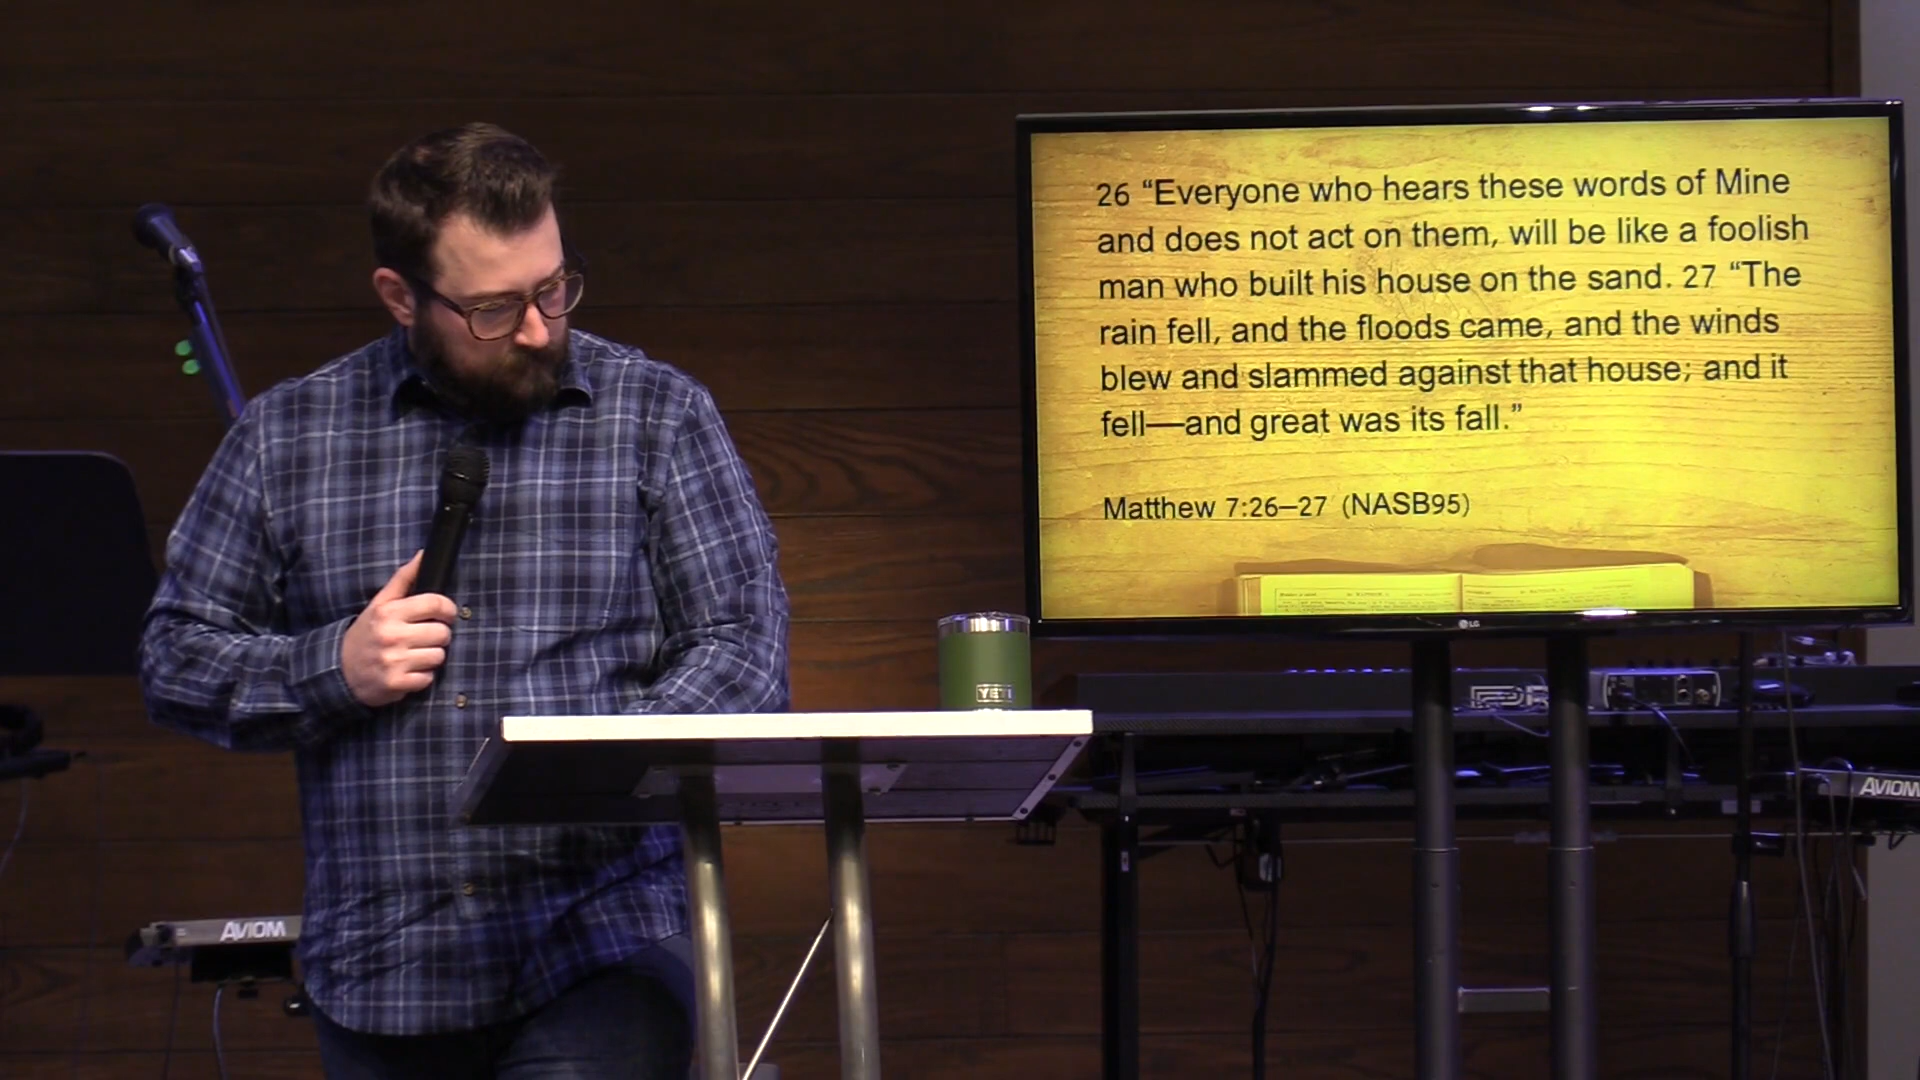 26 “Everyone who hears these words of Mine
and does not act on them, will be like a foolish
man who built his house on the sand. 27 “The
rain fell, and the floods came, and the winds
blew and slammed against that house; and it
fell—and great was its fall.”
Matthew 7:26–27 (NASB95)
LG
YETI
AVIOM
AVIOM